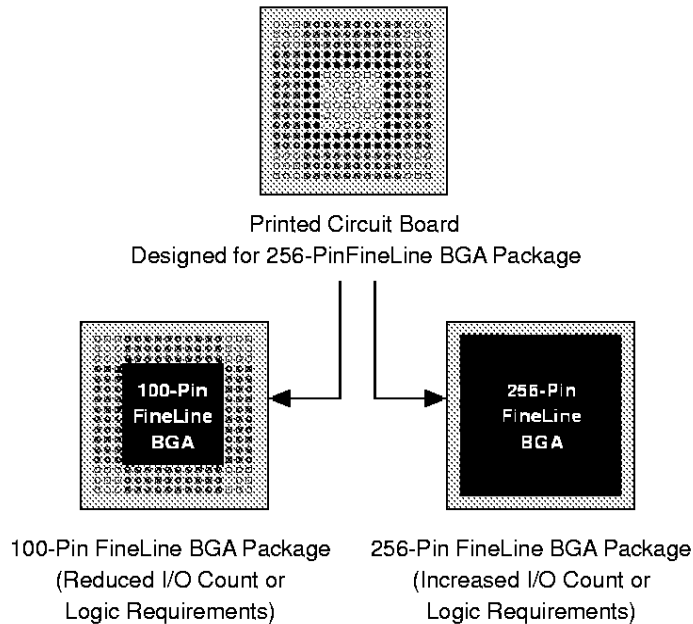 Printed Circuit Board
Designed for 256-PinFineLine BGA Package
100-Pin
FineLine
BGA
256-Pin
FineLine
BGA
100-Pin FineLine BGA Package
(Reduced I/O Count or
Logic Requirements)
256-Pin FineLine BGA Package
(Increased I/O Count or
Logic Requirements)